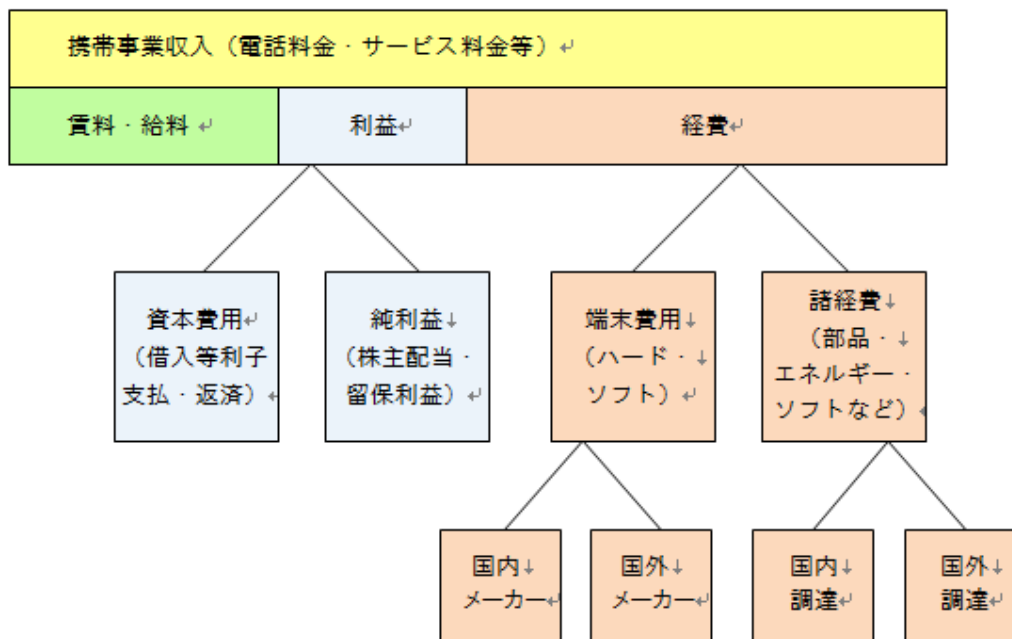 携帯事業収入（電話料金・サービス料金等）↵
賃料・給料 ↵
利益↵
経費↵
資本費用↵
（借入等利子
支払・返済）↵
純利益↓
（株主配当・
留保利益）↵
端末費用↓
（ハード・↓
ソフト）↵
諸経費↓
（部品・↓
エネルギー・
ソフトなど）↵
国内↓
メーカー↵
国外↓
メーカー↵
国内↓
調達↵
国外↓
調達↵